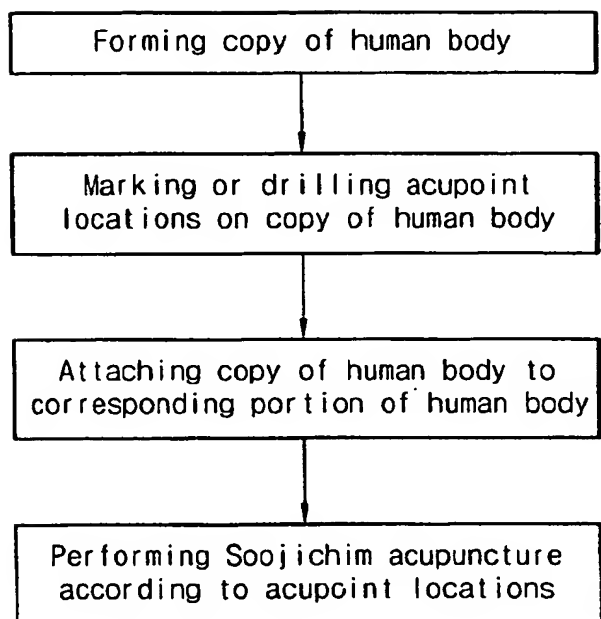 Forming copy of human body
Marking or drilling acupoint
locations on copy of human body
Attaching copy of human body to
corresponding portion of human body
Performing Soojichim acupuncture
according to acupoint locations